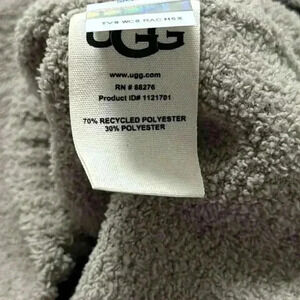 UGG
www.ugg.com
RN # 88276
Product ID# 1121701
70% RECYCLED POLYESTER
30% POLYESTER